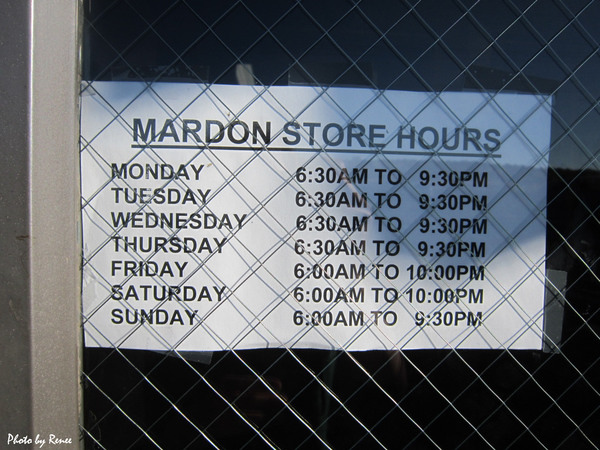 MARDON STORE HOURS
MONDAY 6:30AM TO 9:30PM
TUESDAY 6:30AM TO 9:30PM
WEDNESDAY 6:30AM TO 9:30PM
THURSDAY 6:30AM TO 9:30PM
FRIDAY 6:00AM TO 10:00PM
SATURDAY 6:00AM TO 10:00PM
SUNDAY 6:00AM TO 9:30PM
Photo by Renee